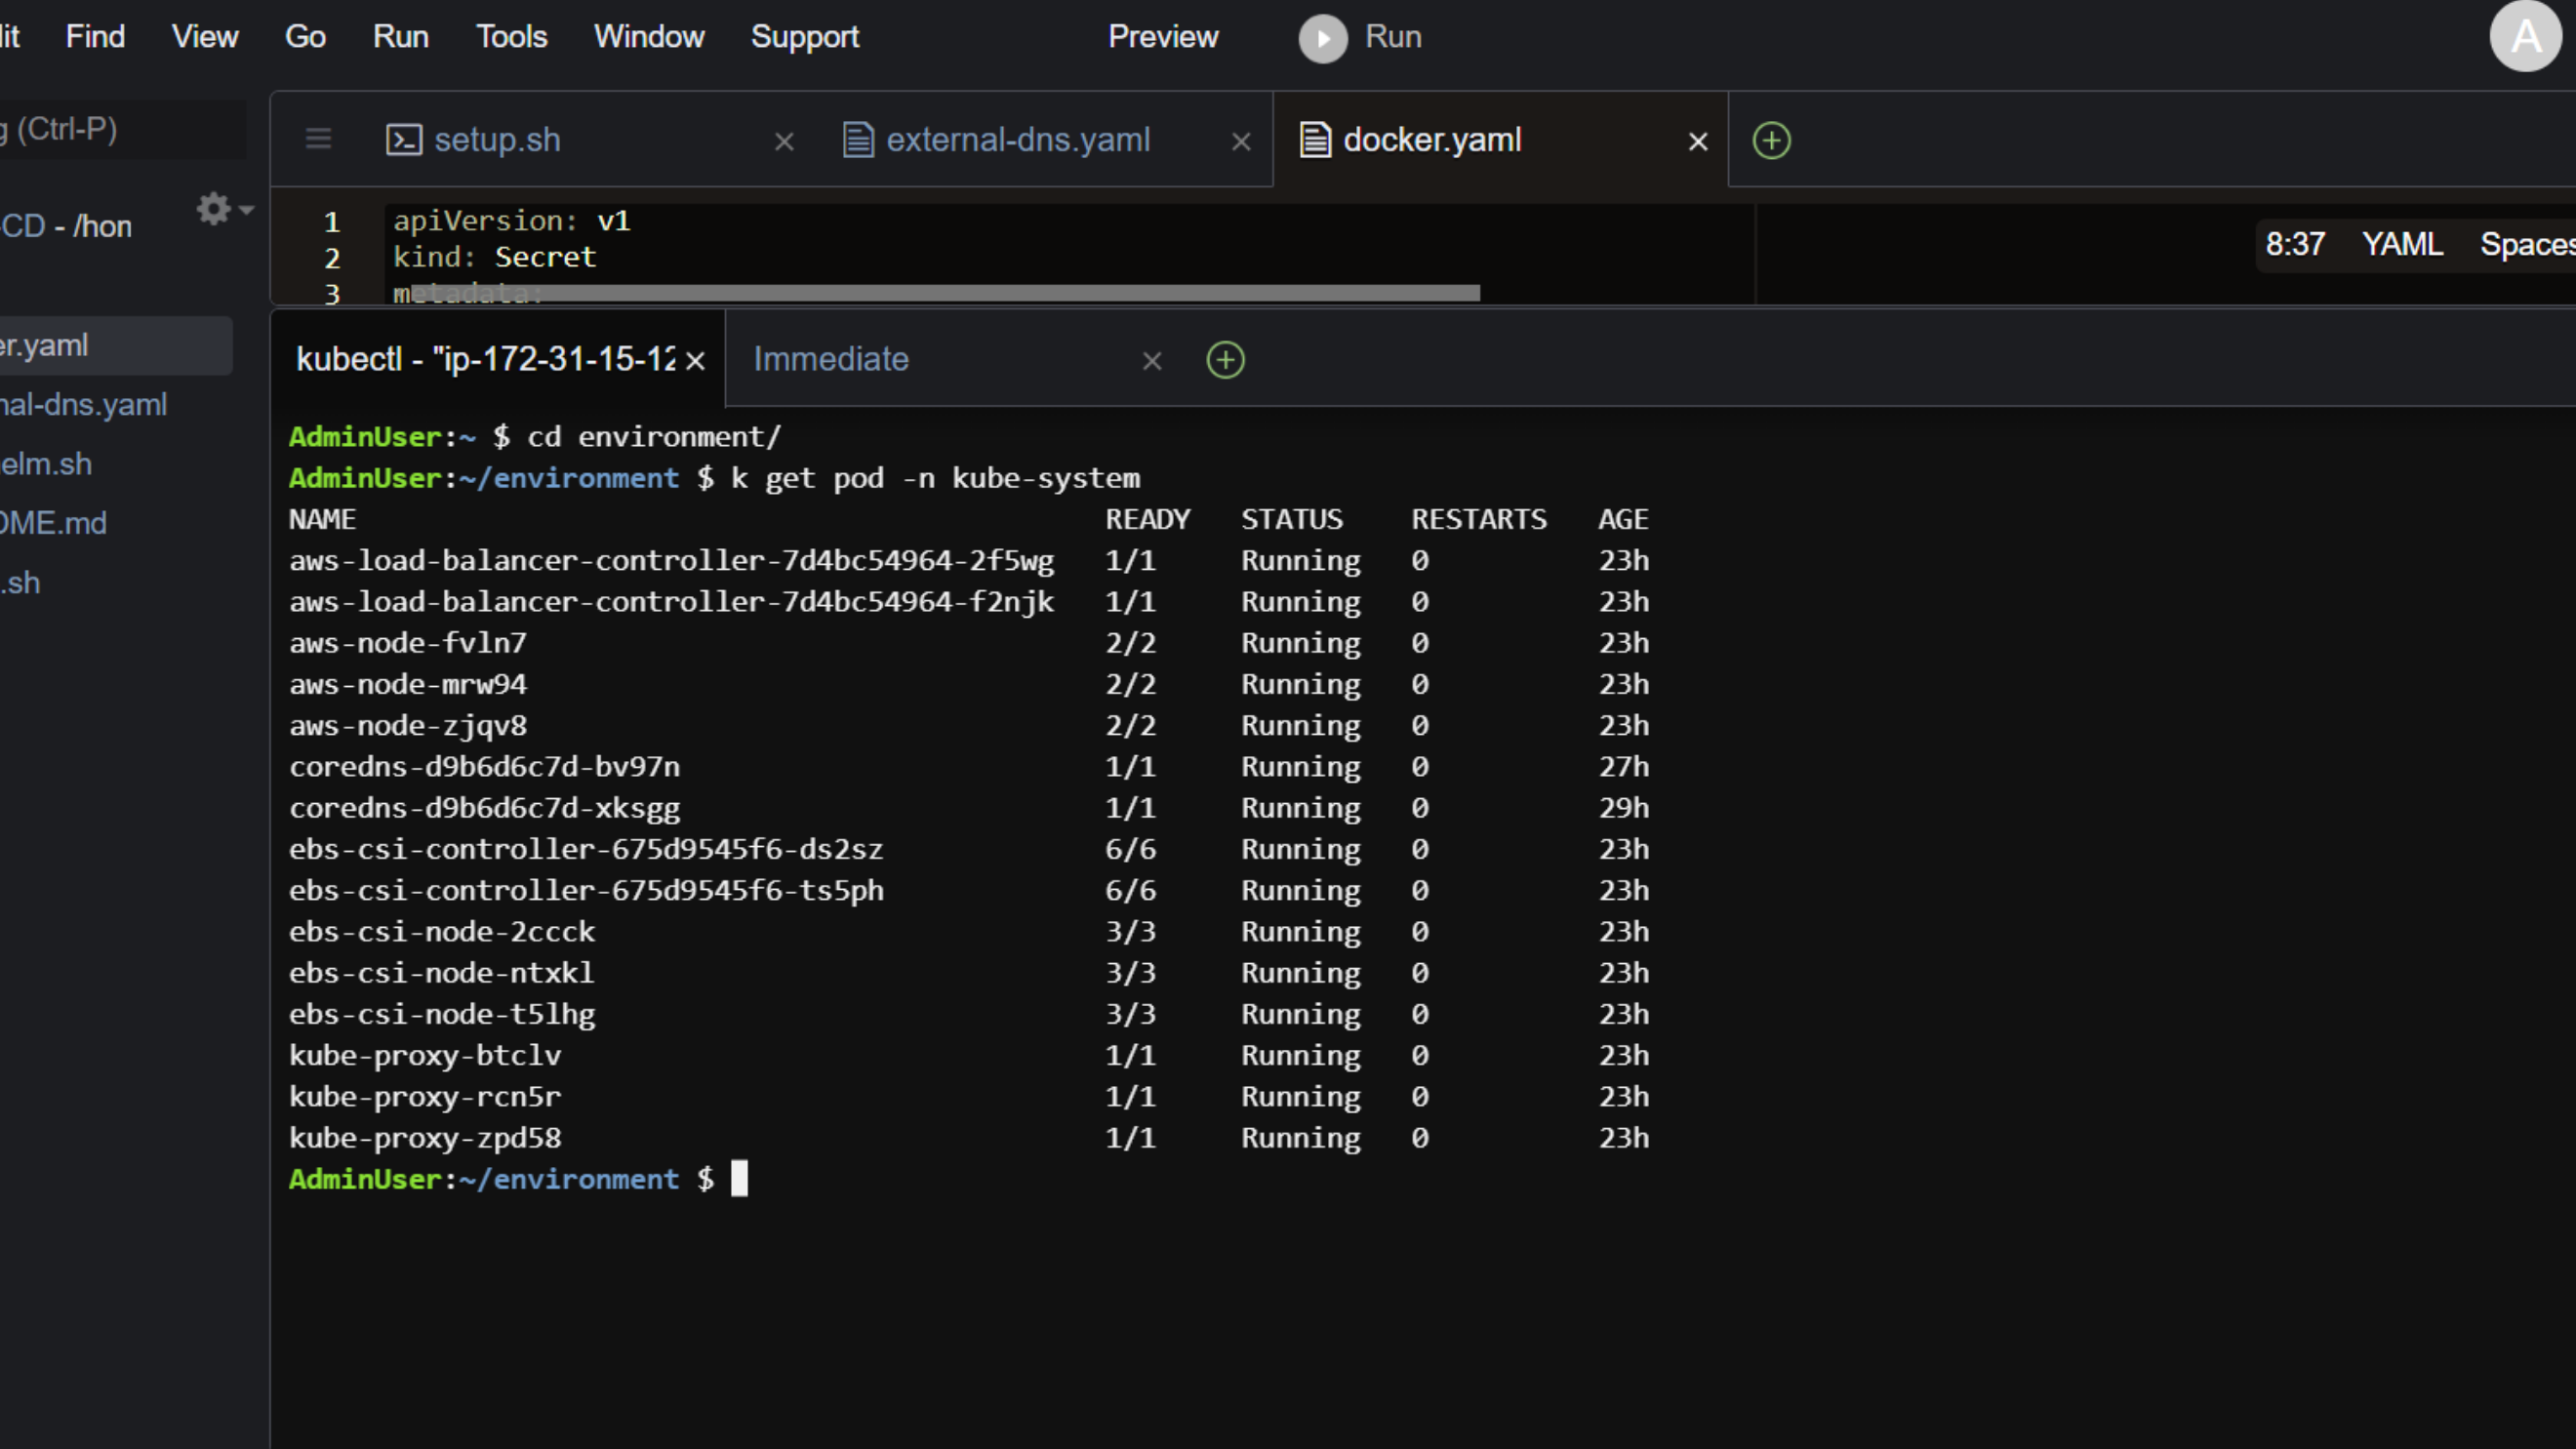 it Find View Go Run Tools Window Support Preview Run A
g (Ctrl-P)
setup.sh external-dns.yaml docker.yaml
-CD - /hon
1 apiVersion: v1
2 kind: Secret
3 metadata:
8:37 YAML Spaces
er.yaml
nal-dns.yaml
elm.sh
OME.md
.sh
kubectl - "ip-172-31-15-12 Immediate
AdminUser:~ $ cd environment/
AdminUser:~/environment $ k get pod -n kube-system
NAME READY STATUS RESTARTS AGE
aws-load-balancer-controller-7d4bc54964-2f5wg 1/1 Running 0 23h
aws-load-balancer-controller-7d4bc54964-f2njk 1/1 Running 0 23h
aws-node-fvln7 2/2 Running 0 23h
aws-node-mrw94 2/2 Running 0 23h
aws-node-zjqv8 2/2 Running 0 23h
coredns-d9b6d6c7d-bv97n 1/1 Running 0 27h
coredns-d9b6d6c7d-xksgg 1/1 Running 0 29h
ebs-csi-controller-675d9545f6-ds2sz 6/6 Running 0 23h
ebs-csi-controller-675d9545f6-ts5ph 6/6 Running 0 23h
ebs-csi-node-2ccck 3/3 Running 0 23h
ebs-csi-node-ntxkl 3/3 Running 0 23h
ebs-csi-node-t5lhg 3/3 Running 0 23h
kube-proxy-btclv 1/1 Running 0 23h
kube-proxy-rcn5r 1/1 Running 0 23h
kube-proxy-zpd58 1/1 Running 0 23h
AdminUser:~/environment $